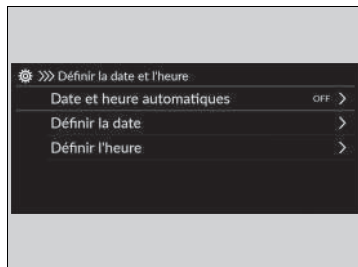 >>> Définir la date et l'heure
Date et heure automatiques OFF >
Définir la date >
Définir l'heure >